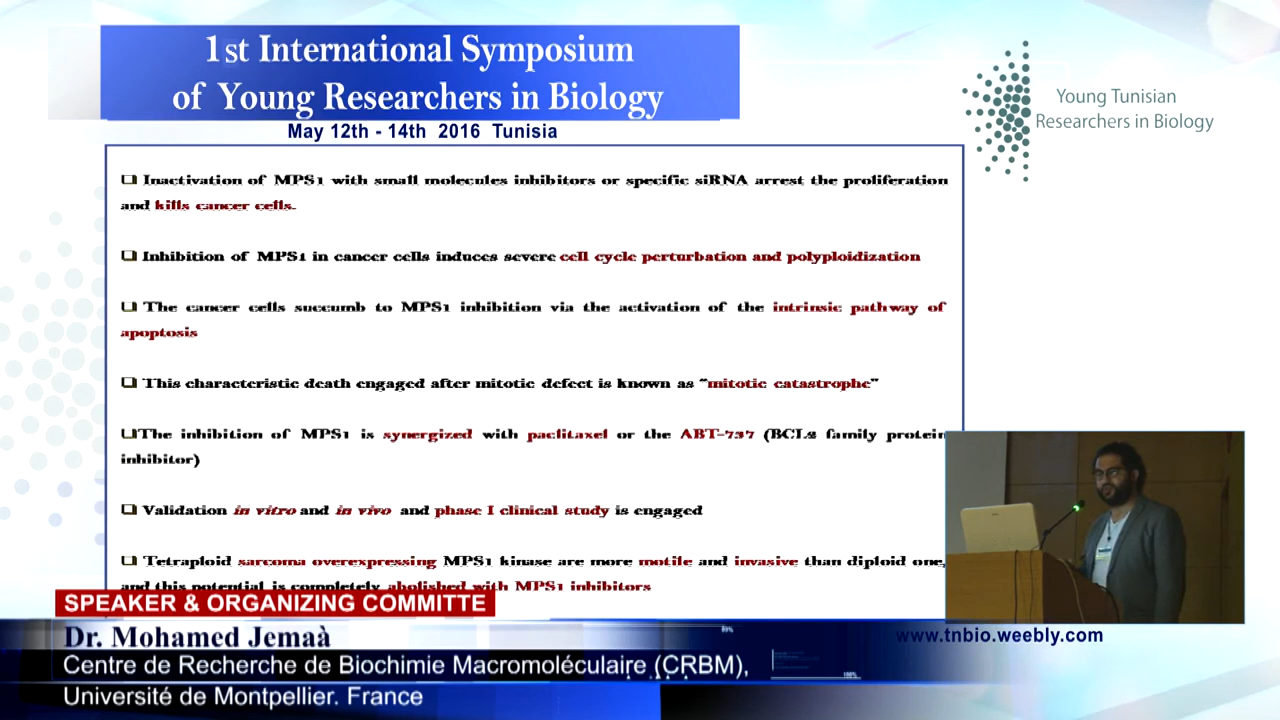 1st International Symposium
of Young Researchers in Biology
May 12th - 14th 2016 Tunisia
Young Tunisian
Researchers in Biology
❑ Inactivation of MPS1 with small molecules inhibitors or specific siRNA arrest the proliferation
and kills cancer cells.
❑ Inhibition of MPS1 in cancer cells induces severe cell cycle perturbation and polyploidization
❑ The cancer cells succumb to MPS1 inhibition via the activation of the intrinsic pathway of
apoptosis
❑ This characteristic death engaged after mitotic defect is known as "mitotic catastrophe"
❑The inhibition of MPS1 is synergized with paclitaxel or the ABT-737 (BCL2 family protein
inhibitor)
❑ Validation in vitro and in vivo and phase I clinical study is engaged
❑ Tetraploid sarcoma overexpressing MPS1 kinase are more motile and invasive than diploid one,
and this potential is completely abolished with MPS1 inhibitors
SPEAKER & ORGANIZING COMMITTE
Dr. Mohamed Jemaà
89%
www.tnbio.weebly.com
Centre de Recherche de Biochimie Macromoléculaire (CRBM),
100%
Université de Montpellier. France